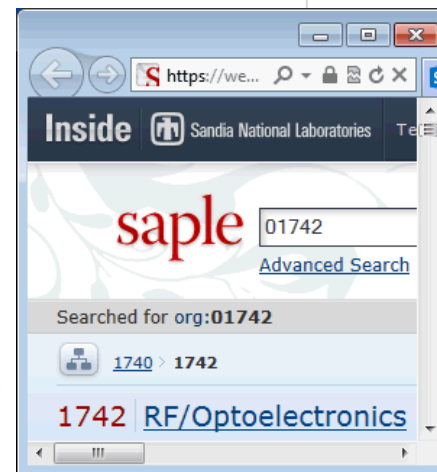 https://we...
Inside Sandia National Laboratories Te
saple 01742
Advanced Search
Searched for org:01742
1740 > 1742
1742 RF/Optoelectronics